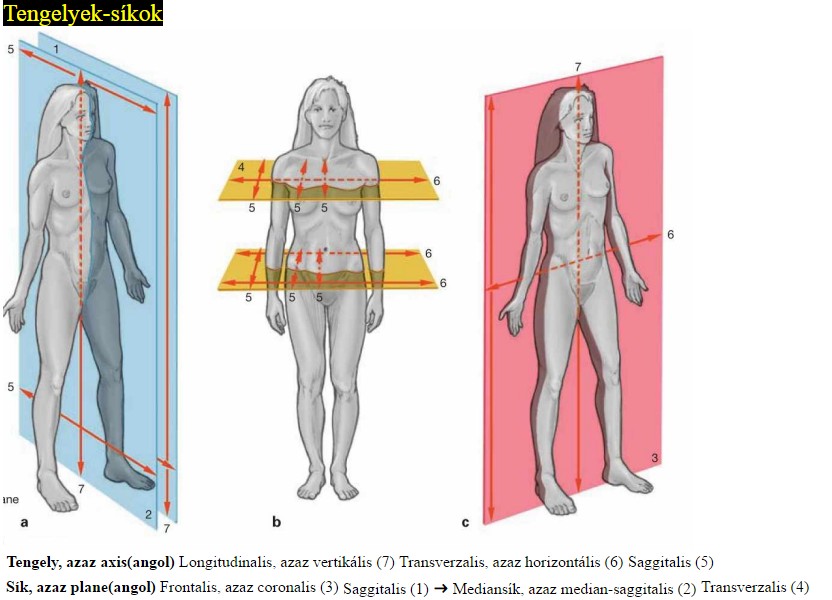 Tengelyek-síkok
5
1
5
7
2
7
ane
a
4
6
5
5
5
6
5
5
5
6
b
7
6
3
c
Tengely, azaz axis(angol) Longitudinalis, azaz vertikális (7) Transverzalis, azaz horizontális (6) Saggitalis (5)
Sík, azaz plane(angol) Frontalis, azaz coronalis (3) Saggitalis (1) → Mediansík, azaz median-saggitalis (2) Transverzalis (4)